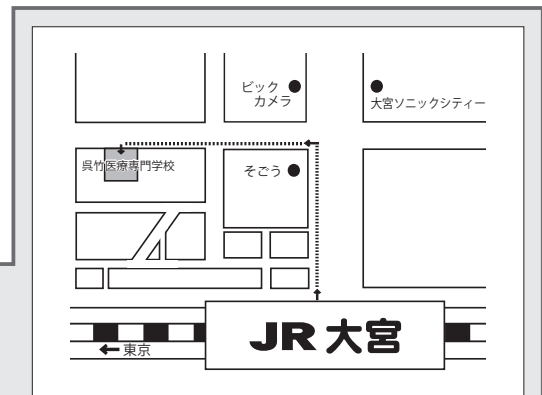 ビック
カメラ
大宮ソニックシティー
呉竹医療専門学校
そごう
JR 大宮
東京